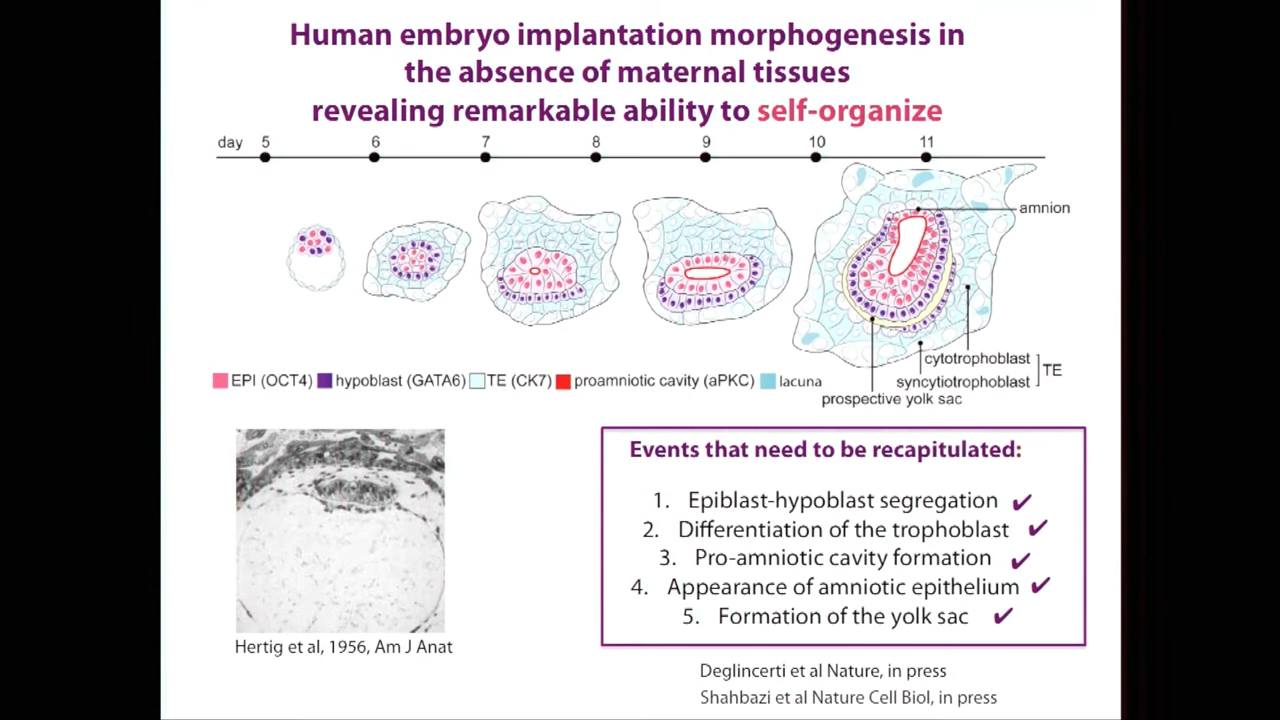 Human embryo implantation morphogenesis in
the absence of maternal tissues
revealing remarkable ability to self-organize
day 5 6 7 8 9 10 11
amnion
cytotrophoblast
TE
syncytiotrophoblast
prospective yolk sac
EPI (OCT4) hypoblast (GATA6) TE (CK7) proamniotic cavity (aPKC) lacuna
Hertig et al, 1956, Am J Anat
Events that need to be recapitulated:
1. Epiblast-hypoblast segregation ✔
2. Differentiation of the trophoblast ✔
3. Pro-amniotic cavity formation ✔
4. Appearance of amniotic epithelium ✔
5. Formation of the yolk sac ✔
Deglincerti et al Nature, in press
Shahbazi et al Nature Cell Biol, in press